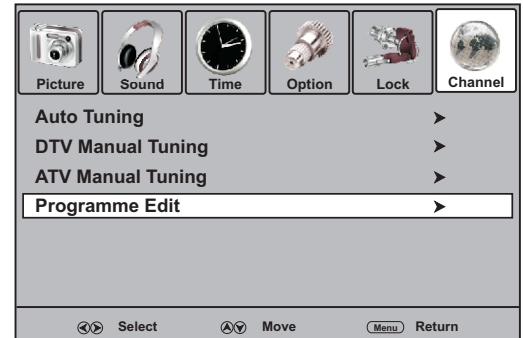 Picture Sound Time Option Lock Channel
Auto Tuning
DTV Manual Tuning
ATV Manual Tuning
Programme Edit
Select Move Menu Return